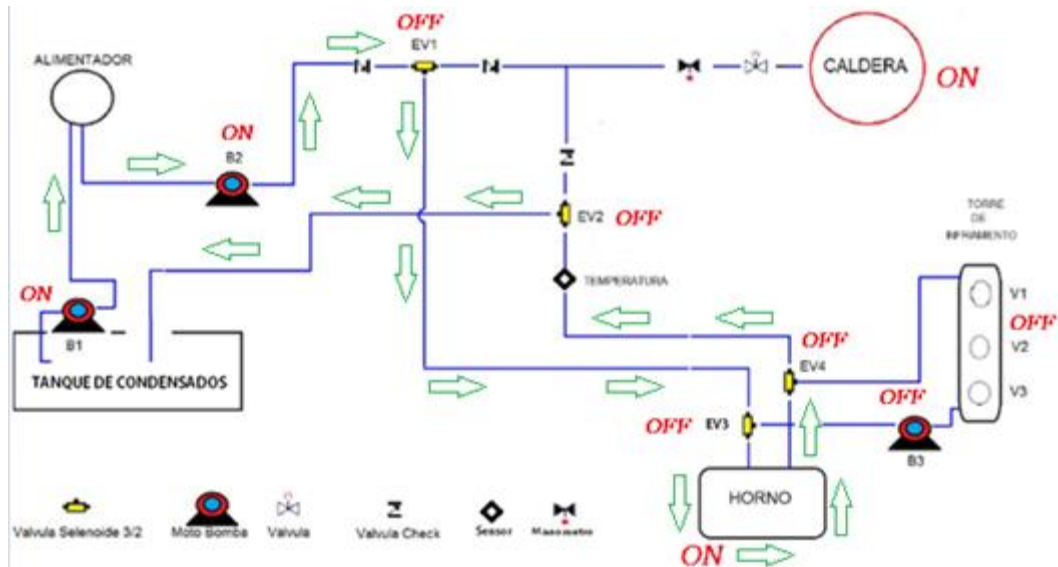 OFF
EV1
ALIMENTADOR
CALDERA
ON
ON
B2
EV2
OFF
TORRE
DE
TEMPERATURA
V1
ON
OFF
OFF
B1
V2
EV4
TANQUE DE CONDENSADOS
OFF
V3
OFF
EV3
B3
HORNO
Valvula Selenoide 3/2
Moto Bomba
Valvula
Valvula Check
Sensor
Manometro
ON